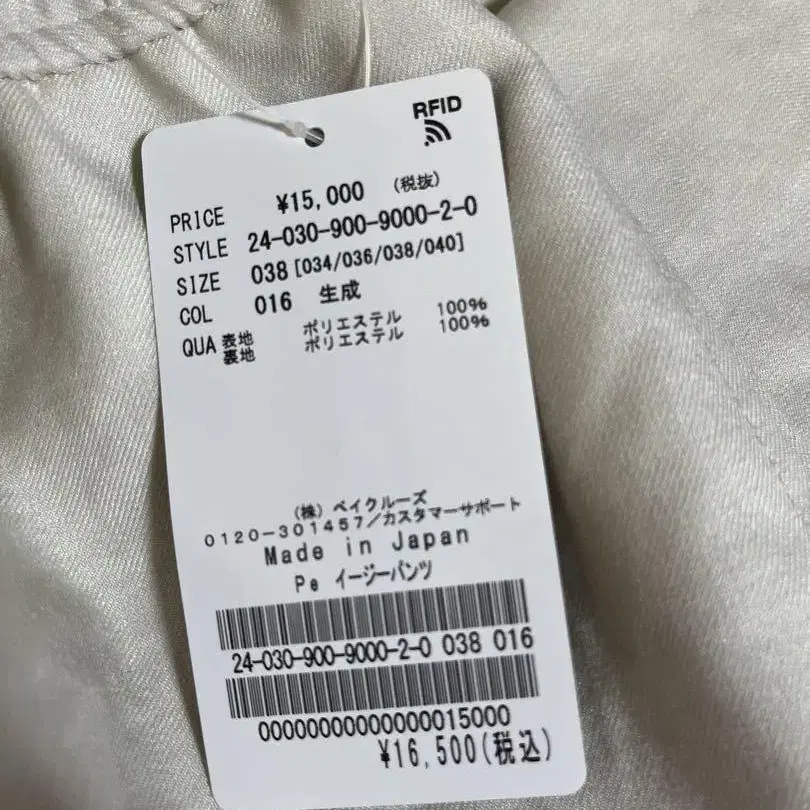 RFID
PRICE ¥15,000 (税抜)
STYLE 24-030-900-9000-2-0
SIZE 038 [034/036/038/040]
COL 016 生成
QUA 表地 ポリエステル 100%
裏地 ポリエステル 100%
(株) ベイクルーズ
0120-301457/カスタマーサポート
Made in Japan
Pe イージーパンツ
24-030-900-9000-2-0 038 016
0000000000000015000
¥16,500(税込)